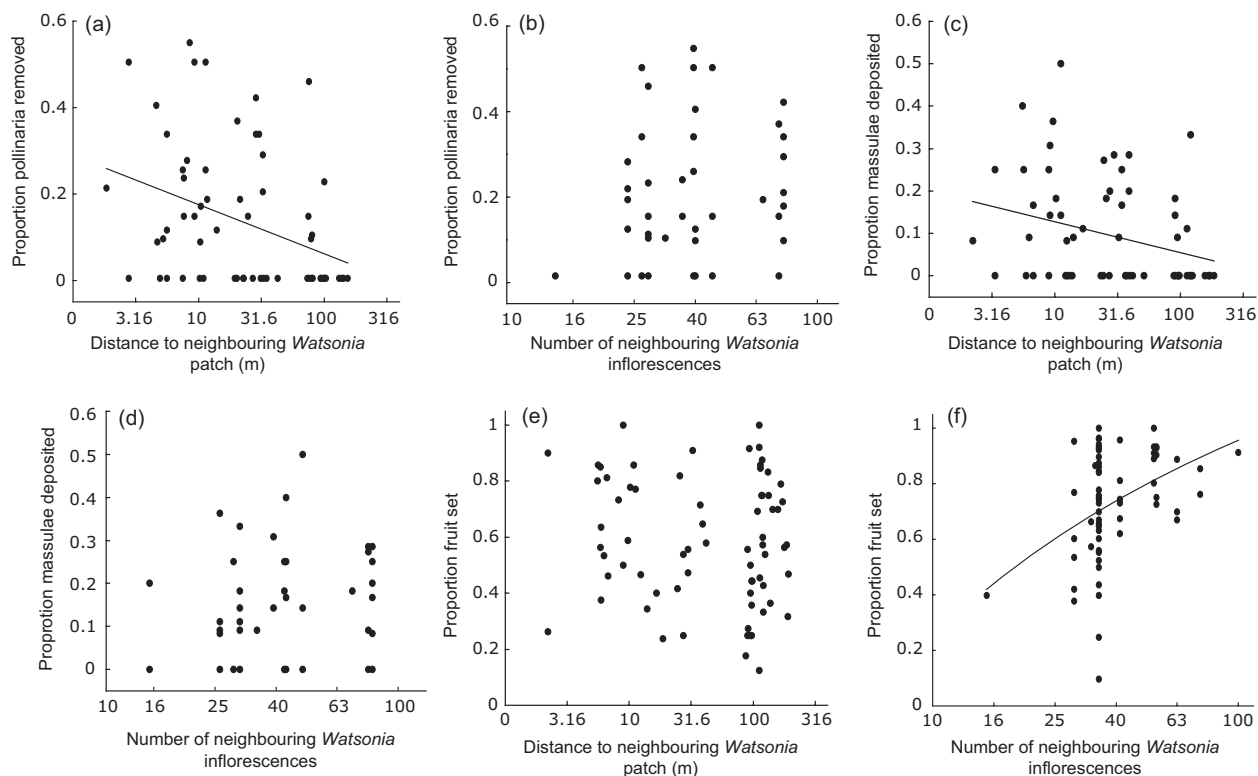 (a)
0.6
0.4
0.2
0
Proportion pollinaria removed
0 3.16 10 31.6 100 316
Distance to neighbouring Watsonia
patch (m)
(b)
0.6
0.4
0.2
0
Proportion pollinaria removed
10 16 25 40 63 100
Number of neighbouring Watsonia
inflorescences
(c)
0.6
0.5
0.4
0.3
0.2
0.1
0
Proprotion massulae deposited
0 3.16 10 31.6 100 316
Distance to neighbouring Watsonia
patch (m)
(d)
0.6
0.5
0.4
0.3
0.2
0.1
0
Proprotion massulae deposited
10 16 25 40 63 100
Number of neighbouring Watsonia
inflorescences
(e)
1
0.8
0.6
0.4
0.2
0
Proportion fruit set
0 3.16 10 31.6 100 316
Distance to neighbouring Watsonia
patch (m)
(f)
1
0.8
0.6
0.4
0.2
0
Proportion fruit set
10 16 25 40 63 100
Number of neighbouring Watsonia
inflorescences